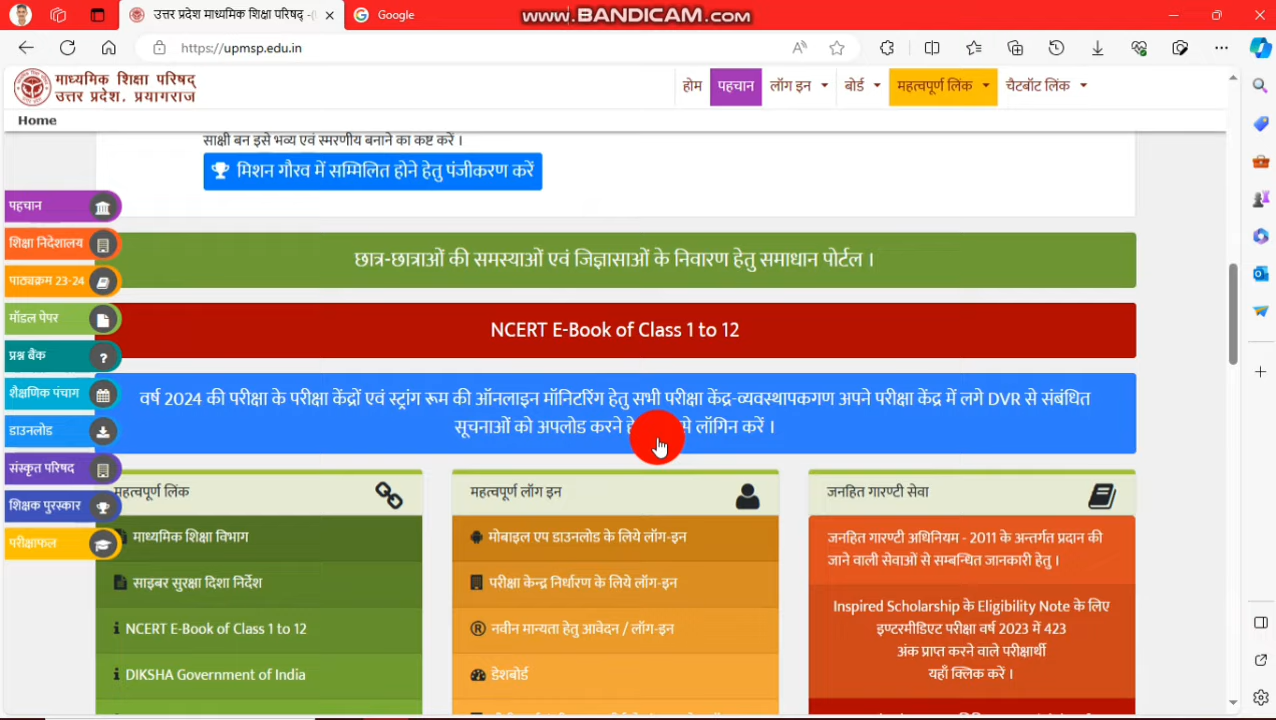 www.BANDICAM.com
उत्तर प्रदेश माध्यमिक शिक्षा परिषद् -(
Google
https://upmsp.edu.in
माध्यमिक शिक्षा परिषद्
उत्तर प्रदेश. प्रयागराज
होम
पहचान
लॉग इन
बोर्ड
महत्वपूर्ण लिंक
चैटबॉट लिंक
Home
साक्षी बन इसे भव्य एवं स्मरणीय बनाने का कष्ट करें ।
मिशन गौरव में सम्मिलित होने हेतु पंजीकरण करें
पहचान
शिक्षा निदेशालय
पाठ्यक्रम 23-24
मॉडल पेपर
प्रश्न बैंक
शैक्षणिक पंचाग
डाउनलोड
संस्कृत परिषद
शिक्षक पुरस्कार
परीक्षाफल
छात्र-छात्राओं की समस्याओं एवं जिज्ञासाओं के निवारण हेतु समाधान पोर्टल ।
NCERT E-Book of Class 1 to 12
वर्ष 2024 की परीक्षा के परीक्षा केंद्रों एवं स्ट्रांग रूम की ऑनलाइन मॉनिटरिंग हेतु सभी परीक्षा केंद्र-व्यवस्थापकगण अपने परीक्षा केंद्र में लगे DVR से संबंधित
सूचनाओं को अपलोड करने लॉगिन करें ।
महत्वपूर्ण लिंक
माध्यमिक शिक्षा विभाग
साइबर सुरक्षा दिशा निर्देश
NCERT E-Book of Class 1 to 12
DIKSHA Government of India
महत्वपूर्ण लॉग इन
मोबाइल एप डाउनलोड के लिये लॉग-इन
परीक्षा केन्द्र निर्धारण के लिये लॉग-इन
नवीन मान्यता हेतु आवेदन / लॉग-इन
डेशबोर्ड
जनहित गारण्टी सेवा
जनहित गारण्टी अधिनियम - 2011 के अन्तर्गत प्रदान की
जाने वाली सेवाओं से सम्बन्धित जानकारी हेतु ।
Inspired Scholarship के Eligibility Note के लिए
इण्टरमीडिएट परीक्षा वर्ष 2023 में 423
अंक प्राप्त करने वाले परीक्षार्थी
यहाँ क्लिक करें ।